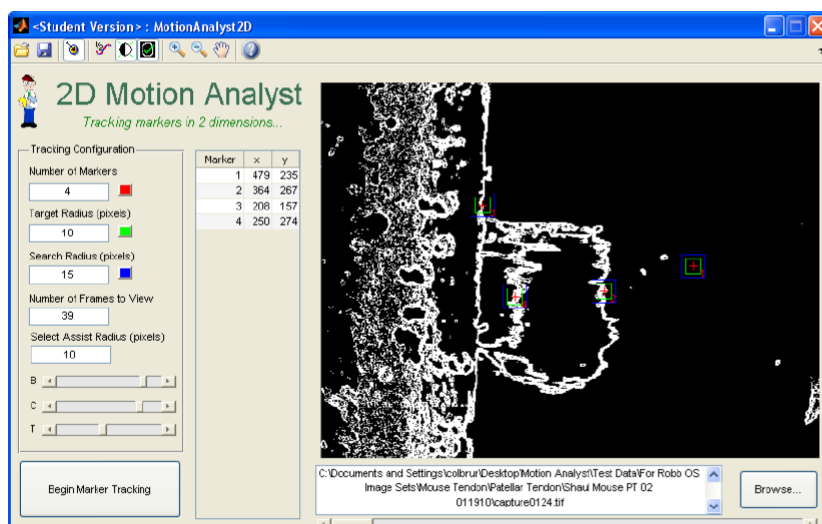 <Student Version> : MotionAnalyst2D
2D Motion Analyst
Tracking markers in 2 dimensions...
Tracking Configuration
Number of Markers
4
Target Radius (pixels)
10
Search Radius (pixels)
15
Number of Frames to View
39
Select Assist Radius (pixels)
10
B
C
T
Begin Marker Tracking
Marker x y
1 479 235
2 364 267
3 208 157
4 250 274
C:\Documents and Settings\colbrur\Desktop\Motion Analyst\Test Data\For Robb OS
Image Sets\Mouse Tendon\Patellar Tendon\Shaul Mouse PT 02
011910\capture0124.tif
Browse...